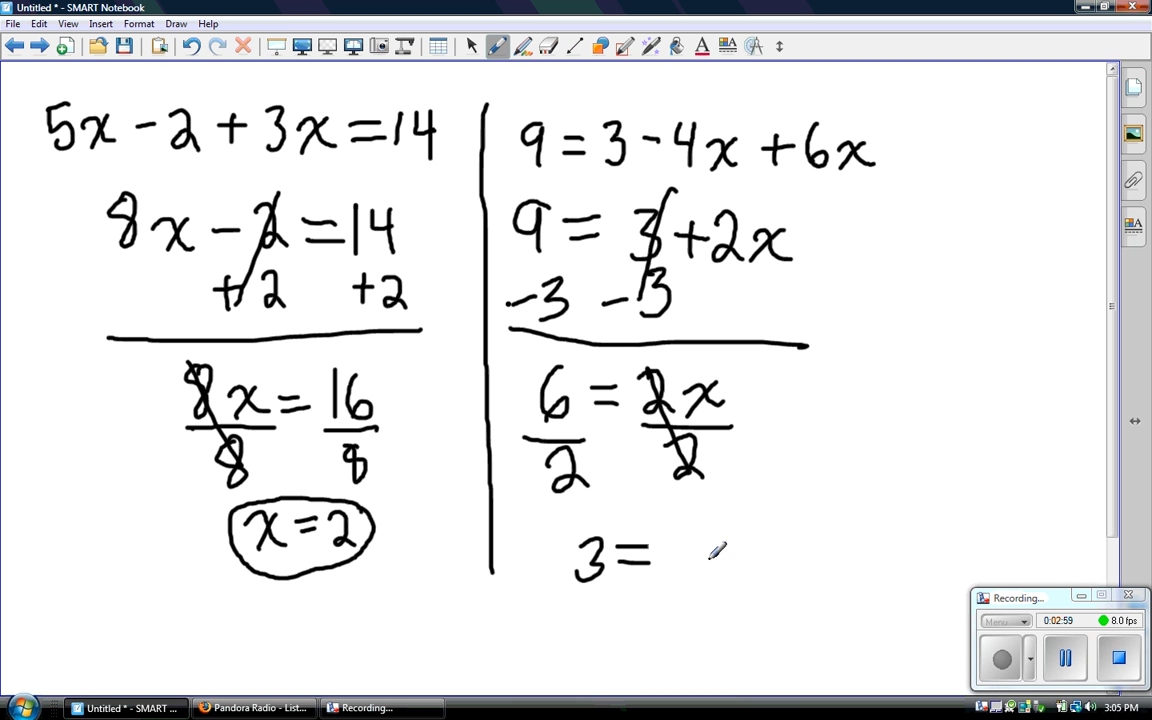 Untitled * - SMART Notebook
File Edit View Insert Format Draw Help
5x - 2 + 3x = 14
8x - 2 = 14
+ 2 + 2
8x = 16
8 8
x = 2
9 = 3 - 4x + 6x
9 = 3 + 2x
- 3 - 3
6 = 2x
2 2
3 =
Recording...
Menu
0:02:59
8.0 fps
Untitled * - SMART ...
Pandora Radio - List...
Recording...
3:05 PM